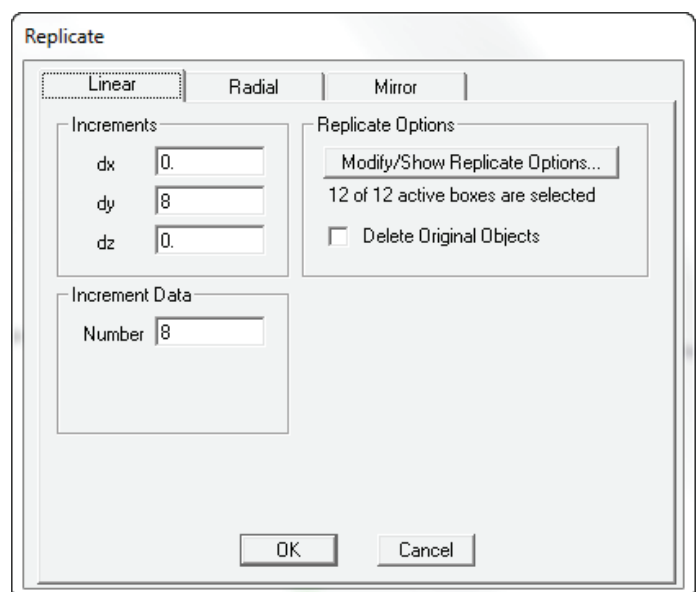 Replicate
Linear Radial Mirror
Increments
dx 0.
dy 8
dz 0.
Replicate Options
Modify/Show Replicate Options...
12 of 12 active boxes are selected
Delete Original Objects
Increment Data
Number 8
OK Cancel